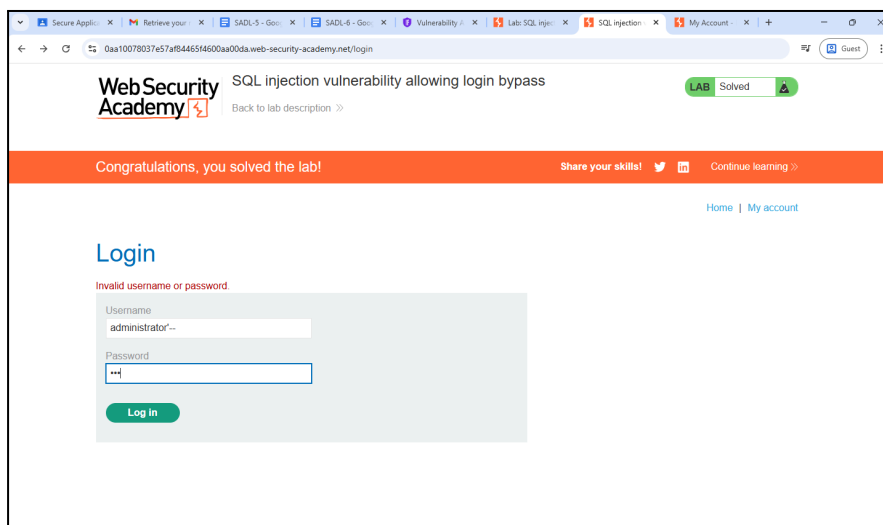 Secure Applic
Retrieve your
SADL-5 - Goo
SADL-6 - Goo
Vulnerability A
Lab: SQL injec
SQL injection
My Account -
0aa10078037e57af84465f4600aa00da.web-security-academy.net/login
Guest
WebSecurity
Academy
SQL injection vulnerability allowing login bypass
Back to lab description
LAB Solved
Congratulations, you solved the lab!
Share your skills!
Continue learning
Home | My account
Login
Invalid username or password.
Username
administrator'--
Password
Log in